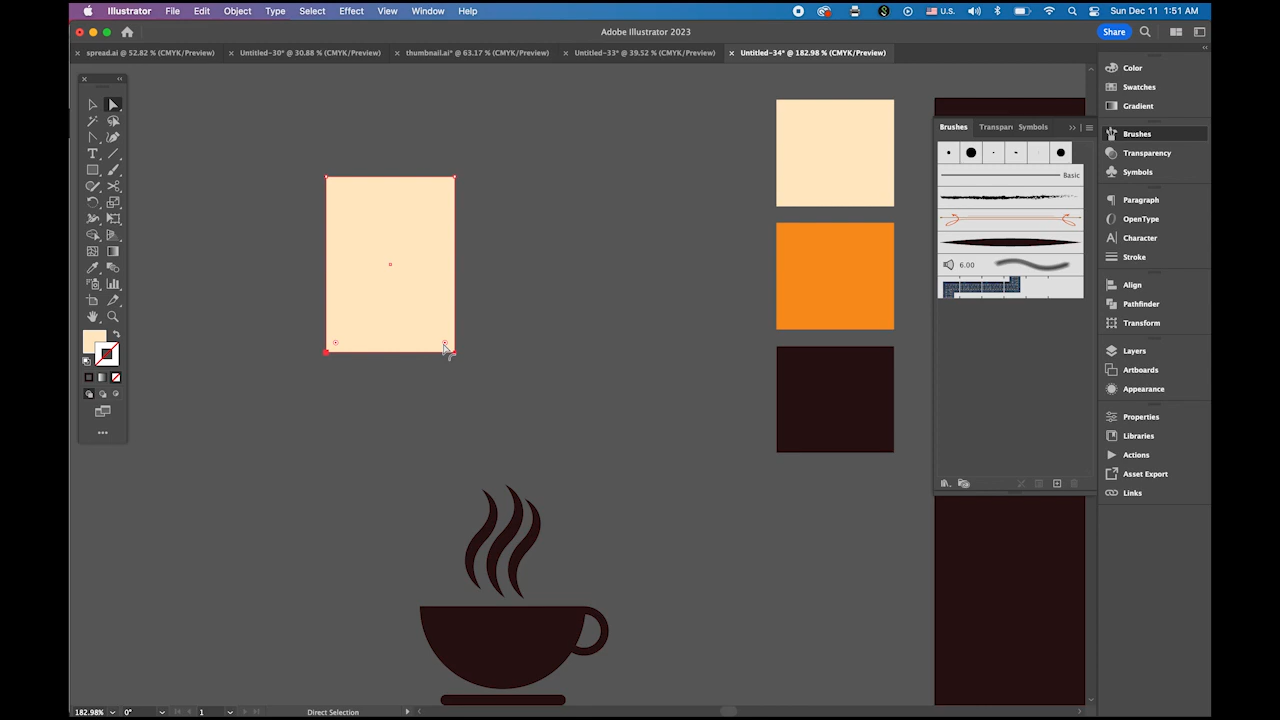 Illustrator File Edit Object Type Select Effect View Window Help U.S. Sun Dec 11 1:51 AM
Adobe Illustrator 2023 Share
spread.ai @ 52.82 % (CMYK/Preview) Untitled-30* @ 30.88 % (CMYK/Preview) thumbnail.ai* @ 63.17 % (CMYK/Preview) Untitled-33* @ 39.52 % (CMYK/Preview) Untitled-34* @ 182.98 % (CMYK/Preview)
Color
Swatches
Gradient
Brushes Transpar Symbols
Brushes
Transparency
Basic
Symbols
Paragraph
OpenType
Character
Stroke
6.00
Align
Pathfinder
Transform
Layers
Artboards
Appearance
Properties
Libraries
Actions
Asset Export
Links
182.98% 0° 1 Direct Selection